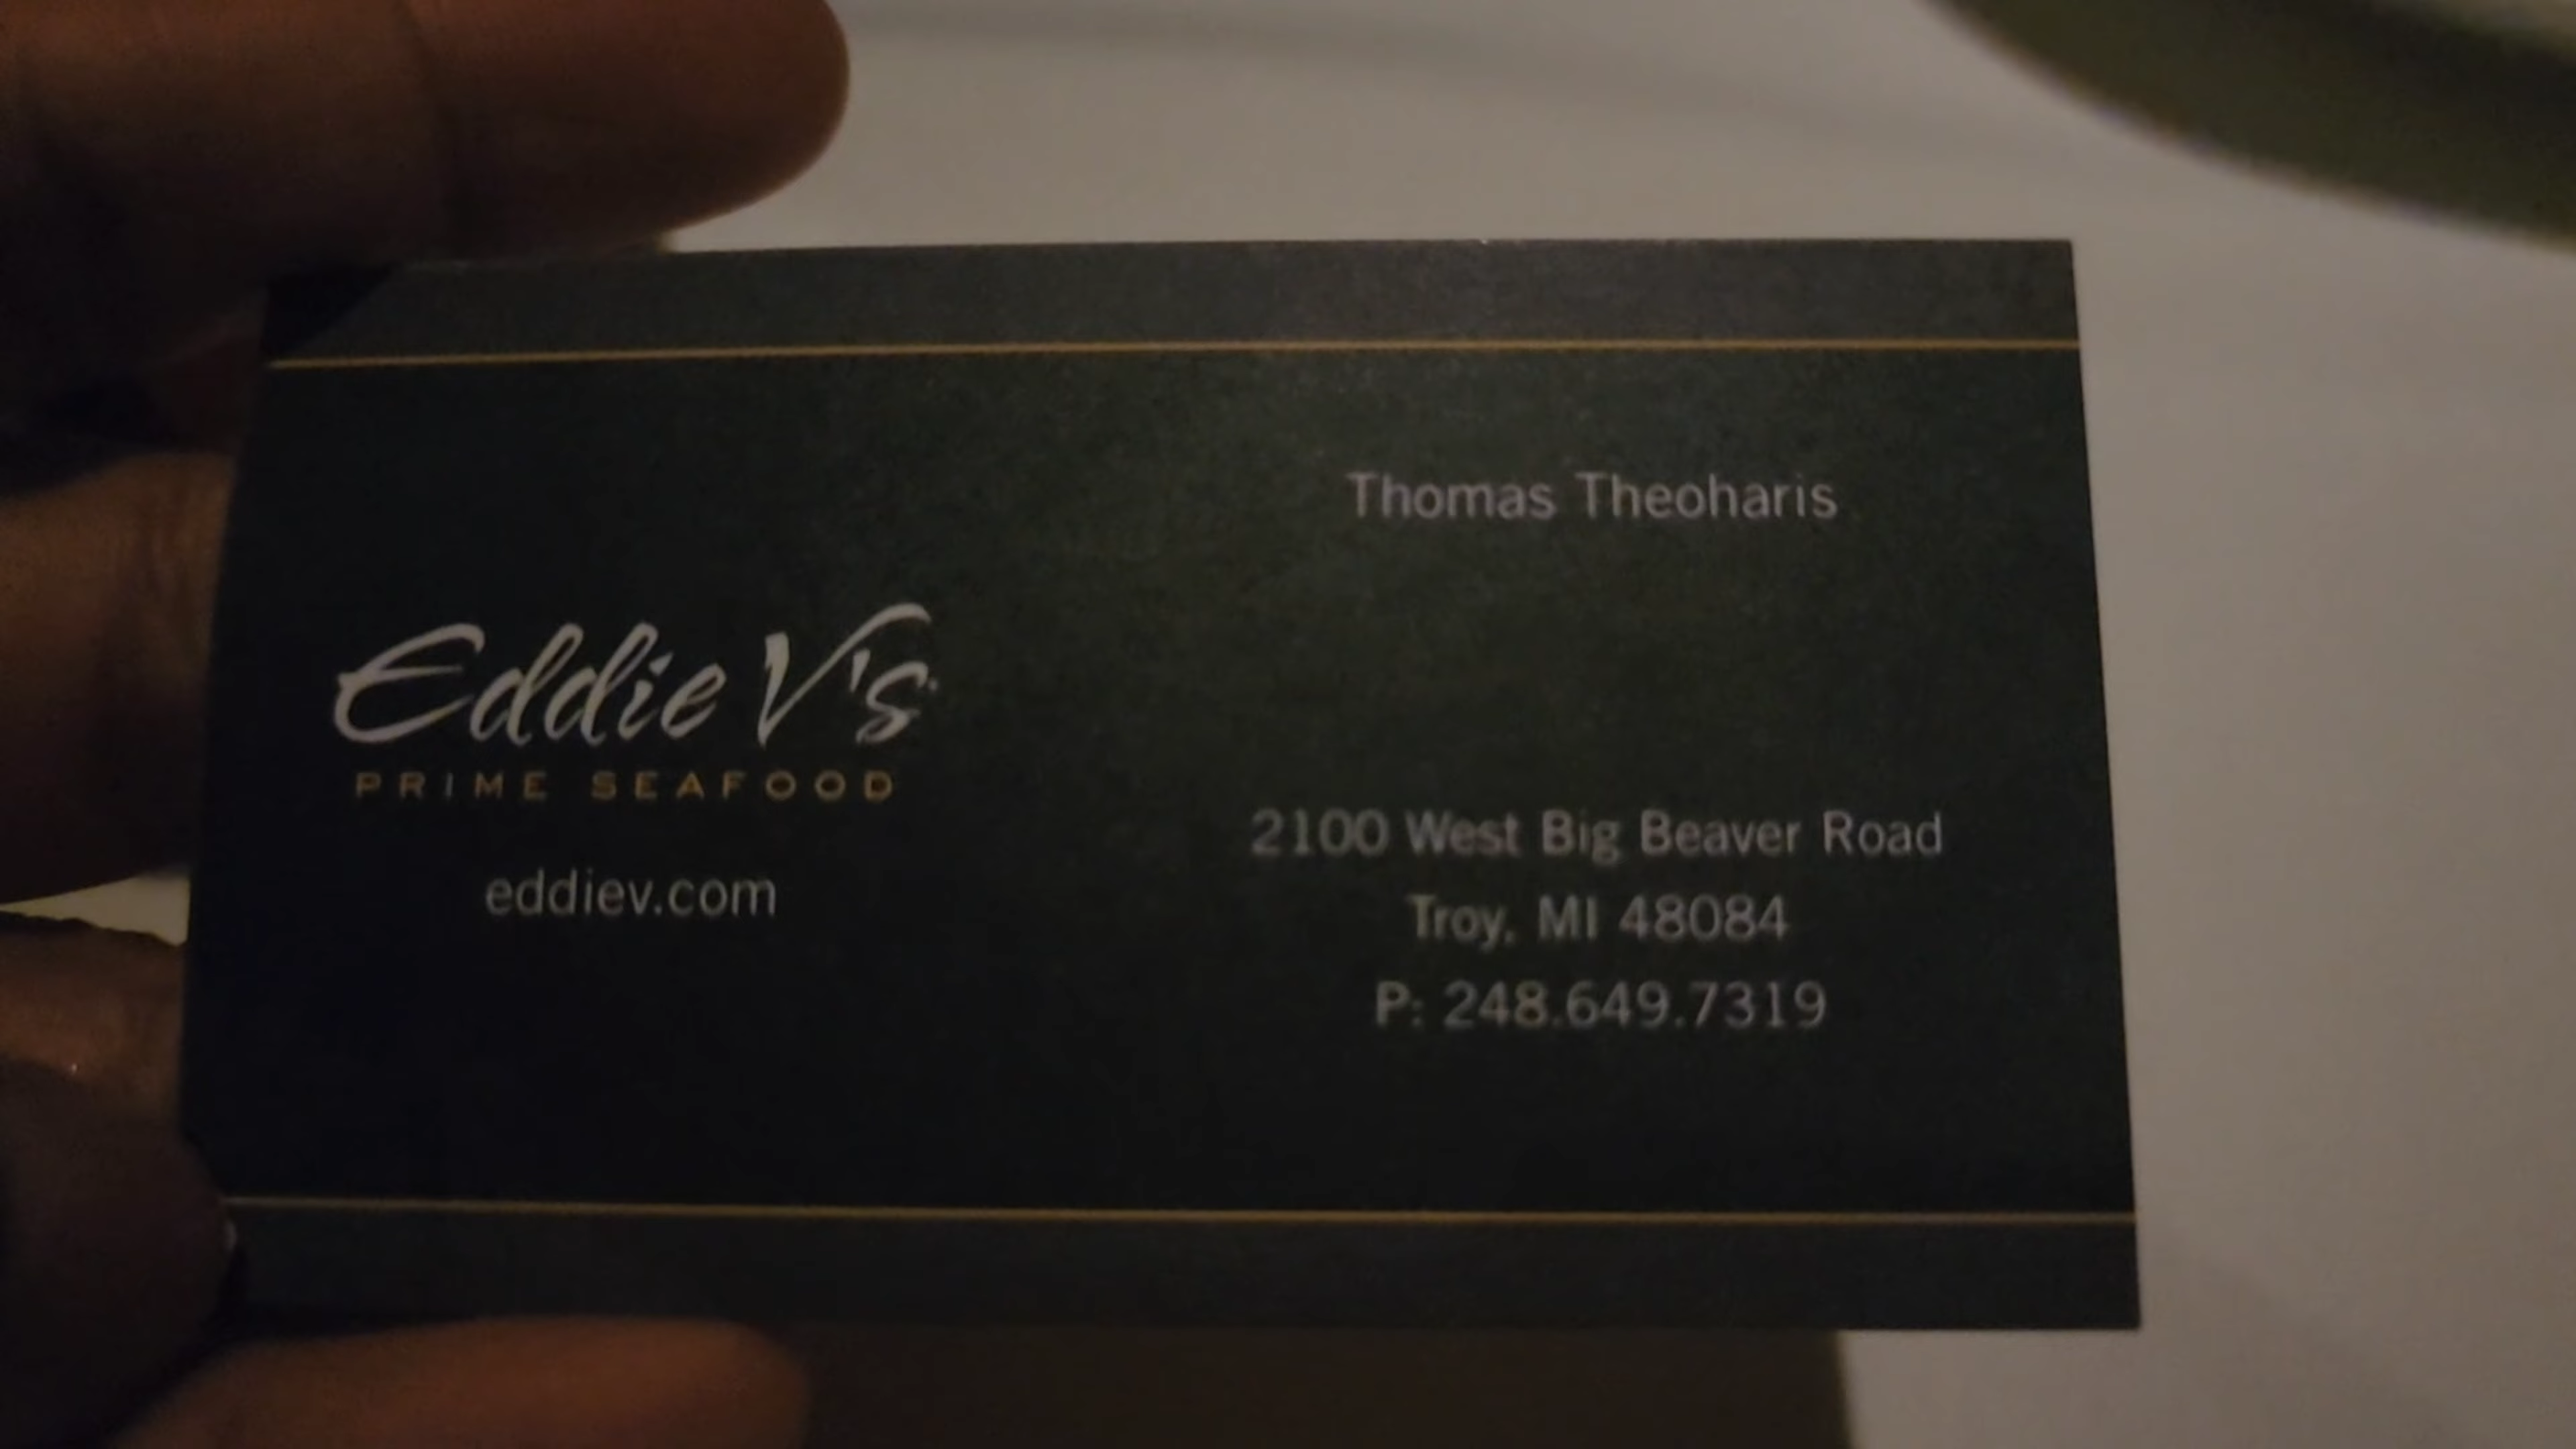 Eddie V's
PRIME SEAFOOD
eddiev.com
Thomas Theoharis
2100 West Big Beaver Road
Troy, MI 48084
P: 248.649.7319